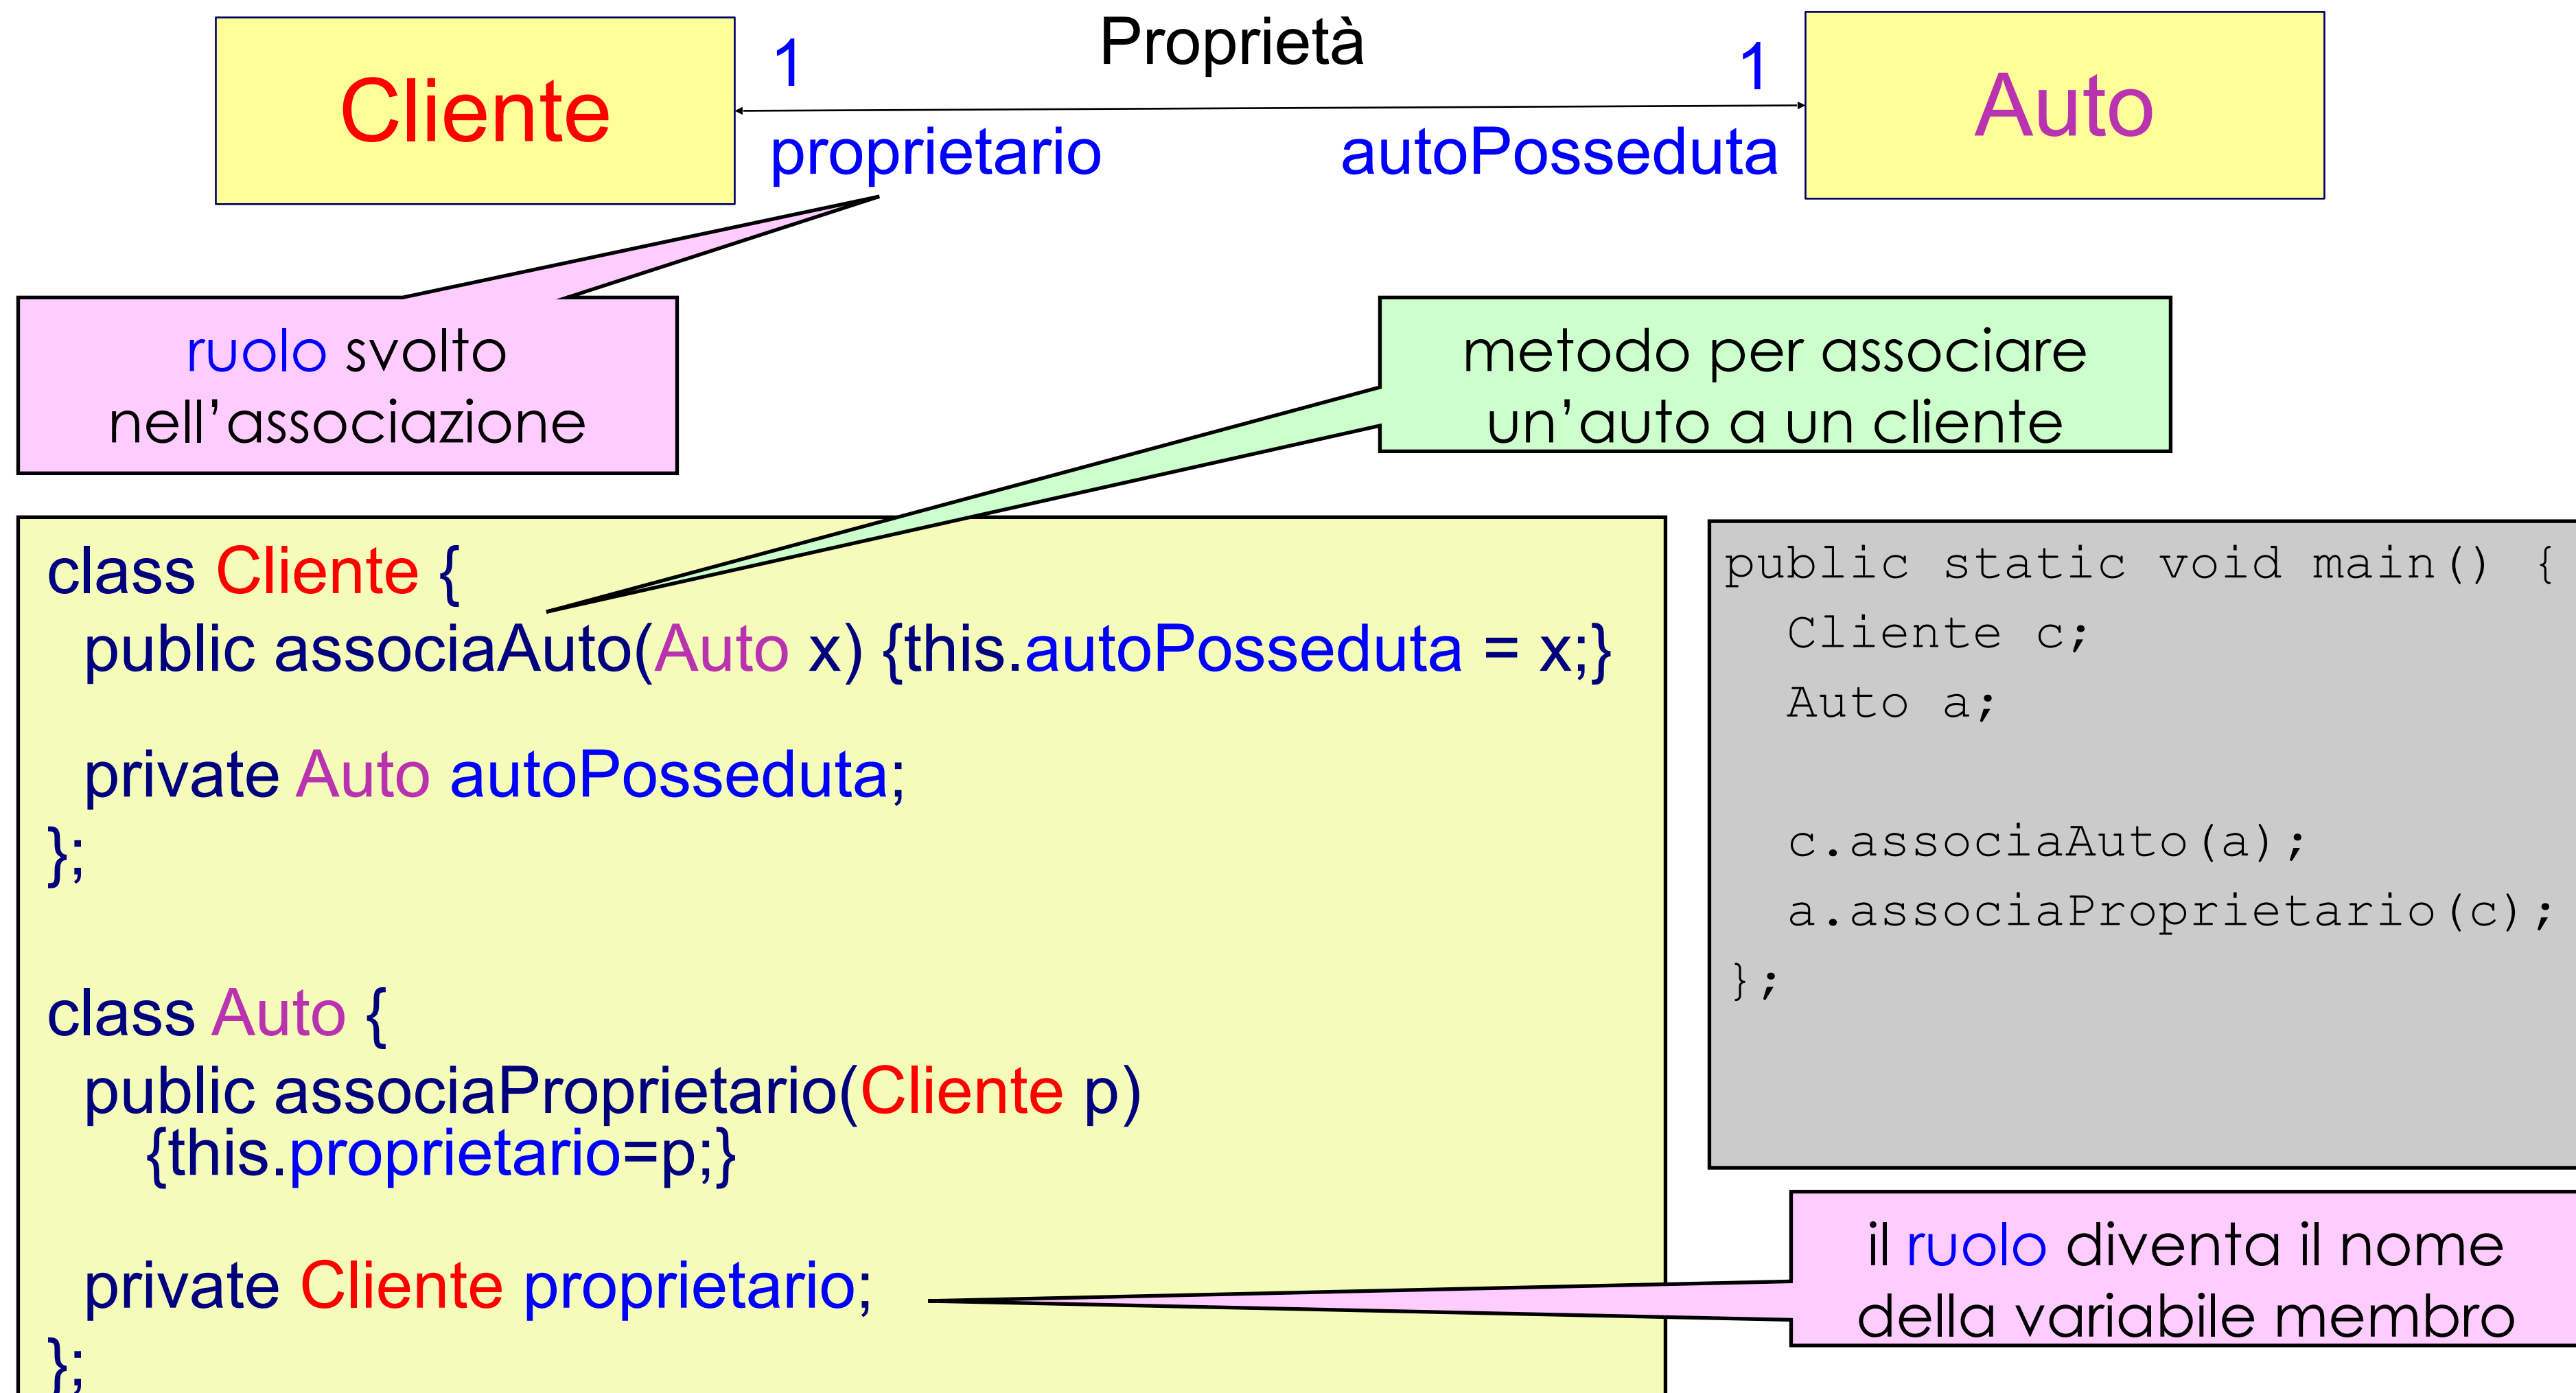 Proprietà
Cliente
1
1
Auto
proprietario
autoPosseduta
ruolo svolto
nell’associazione
metodo per associare
un’auto a un cliente
class Cliente {
public associaAuto(Auto x) {this.autoPosseduta = x;}
private Auto autoPosseduta;
};
class Auto {
public associaProprietario(Cliente p)
{this.proprietario=p;}
private Cliente proprietario;
};
public static void main() {
Cliente c;
Auto a;
c.associaAuto(a);
a.associaProprietario(c);
};
il ruolo diventa il nome
della variabile membro